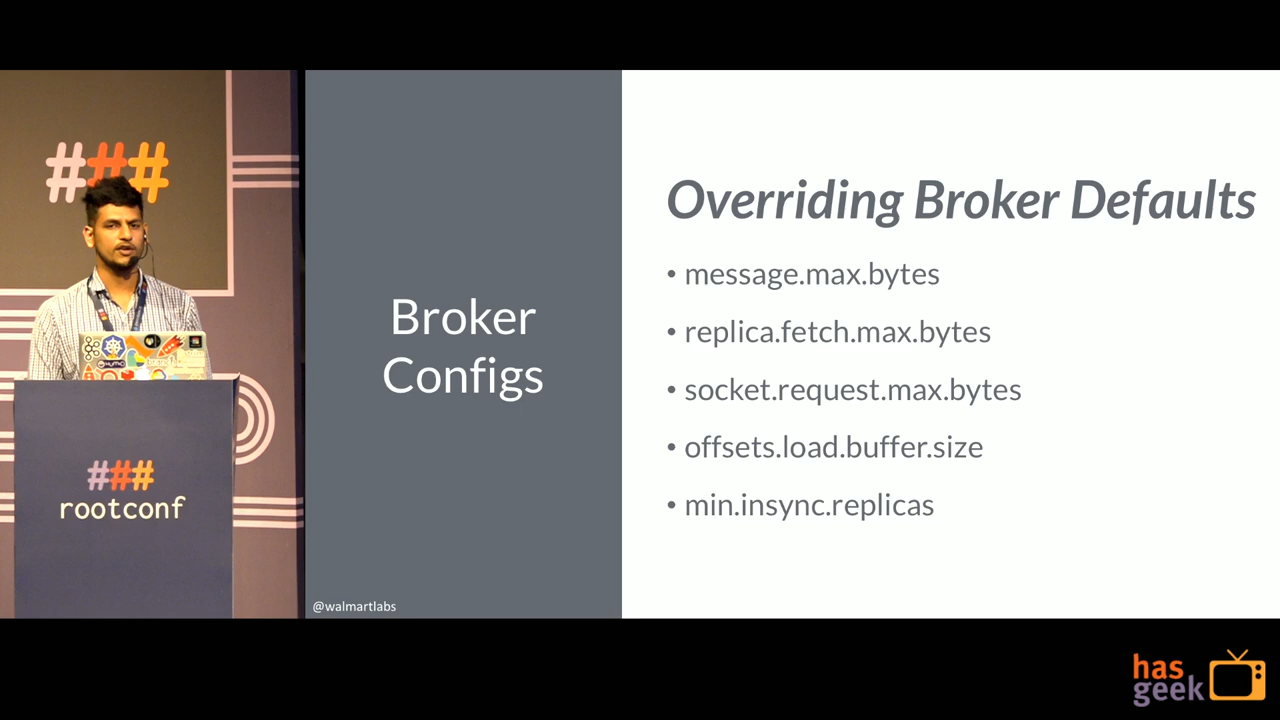 ###
###
rootconf
Broker
Configs
@walmartlabs
Overriding Broker Defaults
• message.max.bytes
• replica.fetch.max.bytes
• socket.request.max.bytes
• offsets.load.buffer.size
• min.insync.replicas
has
geek